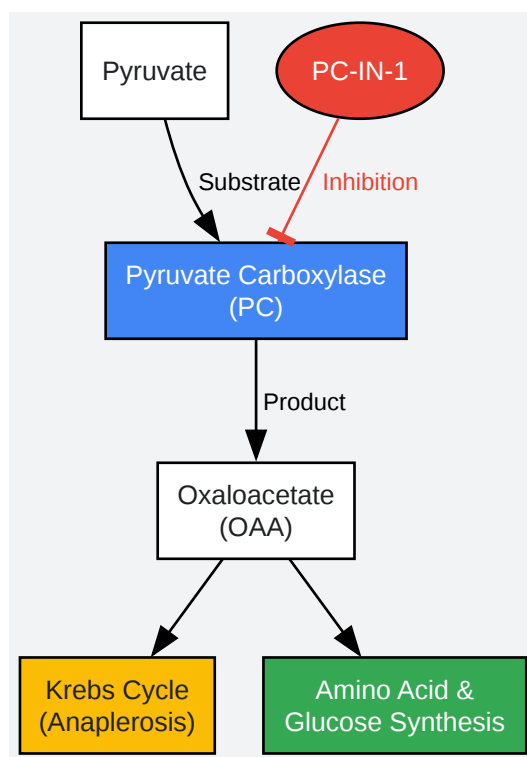 Pyruvate
PC-IN-1
Substrate
Inhibition
Pyruvate Carboxylase
(PC)
Product
Oxaloacetate
(OAA)
Krebs Cycle
(Anaplerosis)
Amino Acid &
Glucose Synthesis